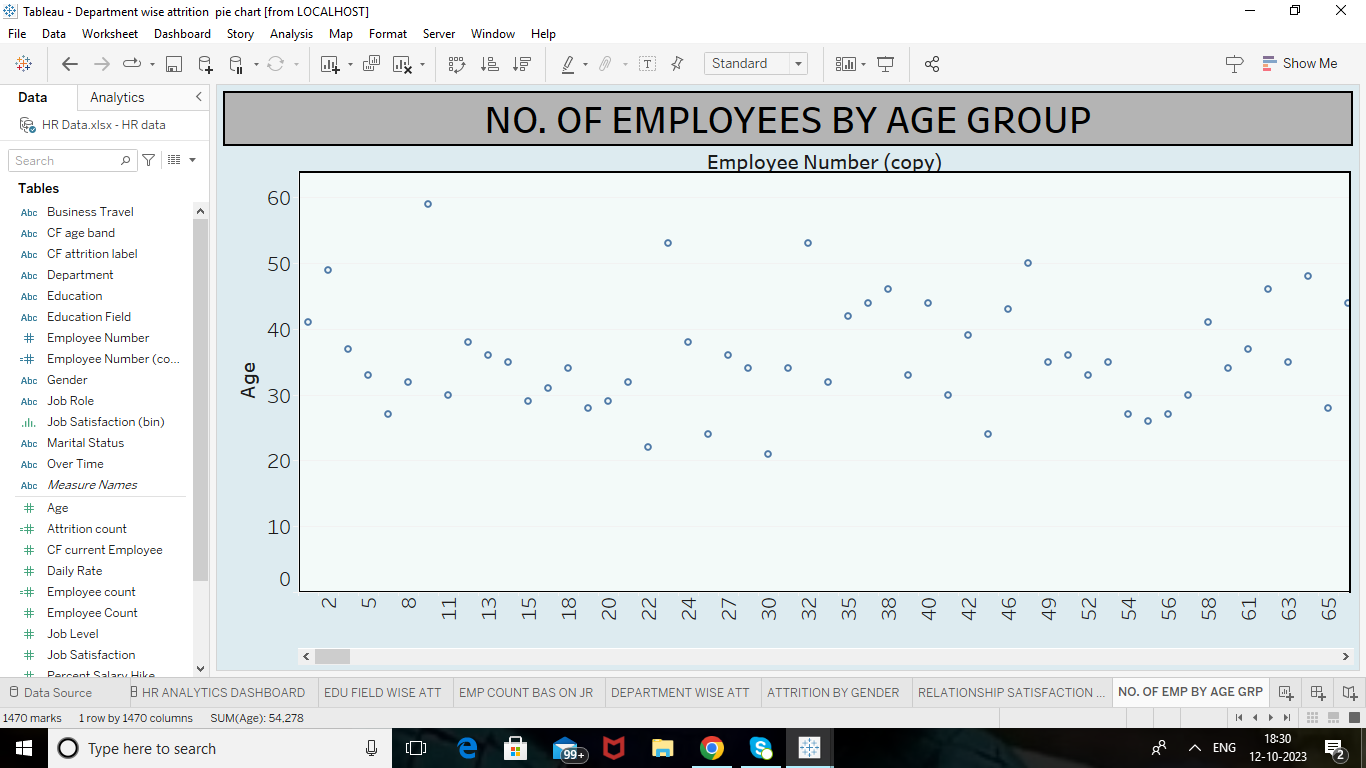 Tableau - Department wise attrition  pie chart [from LOCALHOST]
File Data Worksheet Dashboard Story Analysis Map Format Server Window Help
Standard Show Me
Data Analytics
HR Data.xlsx - HR data
Search
Tables
Abc Business Travel
Abc CF age band
Abc CF attrition label
Abc Department
Abc Education
Abc Education Field
# Employee Number
=# Employee Number (co...
Abc Gender
Abc Job Role
Job Satisfaction (bin)
Abc Marital Status
Abc Over Time
Abc Measure Names
# Age
=# Attrition count
# CF current Employee
# Daily Rate
=# Employee count
# Employee Count
# Job Level
# Job Satisfaction
Percent Salary Hike
NO. OF EMPLOYEES BY AGE GROUP
Employee Number (copy)
60
50
40
30
20
10
0
Age
2 5 8 11 13 15 18 20 22 24 27 30 32 35 38 40 42 46 49 52 54 56 58 61 63 65
Data Source HR ANALYTICS DASHBOARD EDU FIELD WISE ATT EMP COUNT BAS ON JR DEPARTMENT WISE ATT ATTRITION BY GENDER RELATIONSHIP SATISFACTION ... NO. OF EMP BY AGE GRP
1470 marks 1 row by 1470 columns SUM(Age): 54,278
Type here to search 99+ ENG 18:30
12-10-2023 2